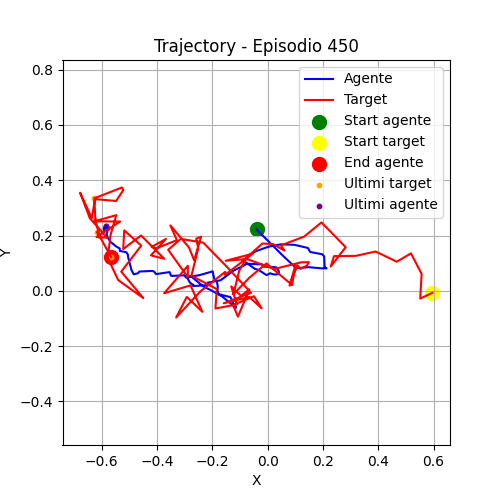 Trajectory - Episodio 450
Agente
Target
Start agente
Start target
End agente
Ultimi target
Ultimi agente
0.8
0.6
0.4
0.2
0.0
−0.2
−0.4
Y
−0.6
−0.4
−0.2
0.0
0.2
0.4
0.6
X